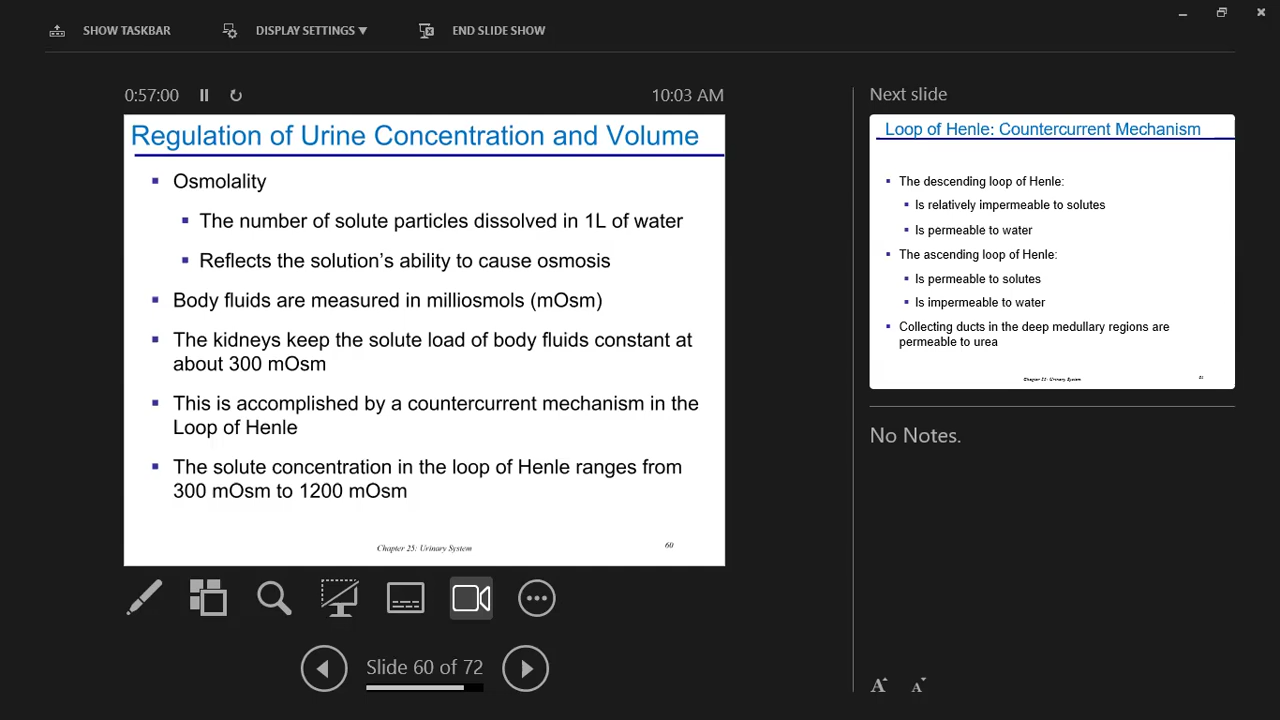 SHOW TASKBAR
DISPLAY SETTINGS ▾
END SLIDE SHOW
0:57:00
10:03 AM
Regulation of Urine Concentration and Volume
▪ Osmolality
▪ The number of solute particles dissolved in 1L of water
▪ Reflects the solution’s ability to cause osmosis
▪ Body fluids are measured in milliosmols (mOsm)
▪ The kidneys keep the solute load of body fluids constant at
about 300 mOsm
▪ This is accomplished by a countercurrent mechanism in the
Loop of Henle
▪ The solute concentration in the loop of Henle ranges from
300 mOsm to 1200 mOsm
Chapter 25: Urinary System
60
Slide 60 of 72
Next slide
Loop of Henle: Countercurrent Mechanism
▪ The descending loop of Henle:
▪ Is relatively impermeable to solutes
▪ Is permeable to water
▪ The ascending loop of Henle:
▪ Is permeable to solutes
▪ Is impermeable to water
▪ Collecting ducts in the deep medullary regions are
permeable to urea
Chapter 25: Urinary System
No Notes.
A
A